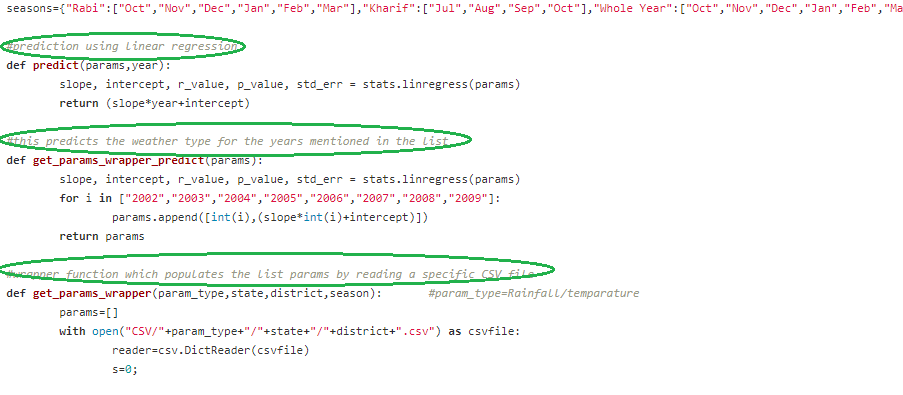 seasons={"Rabi":["Oct","Nov","Dec","Jan","Feb","Mar"],"Kharif":["Jul","Aug","Sep","Oct"],"Whole Year":["Oct","Nov","Dec","Jan","Feb","Ma
#prediction using linear regression
def predict(params,year):
slope, intercept, r_value, p_value, std_err = stats.linregress(params)
return (slope*year+intercept)
#this predicts the weather type for the years mentioned in the list
def get_params_wrapper_predict(params):
slope, intercept, r_value, p_value, std_err = stats.linregress(params)
for i in ["2002","2003","2004","2005","2006","2007","2008","2009"]:
params.append([int(i),(slope*int(i)+intercept)])
return params
#wrapper function which populates the list params by reading a specific CSV file
def get_params_wrapper(param_type,state,district,season): #param_type=Rainfall/temparature
params=[]
with open("CSV/"+param_type+"/"+state+"/"+district+".csv") as csvfile:
reader=csv.DictReader(csvfile)
s=0;